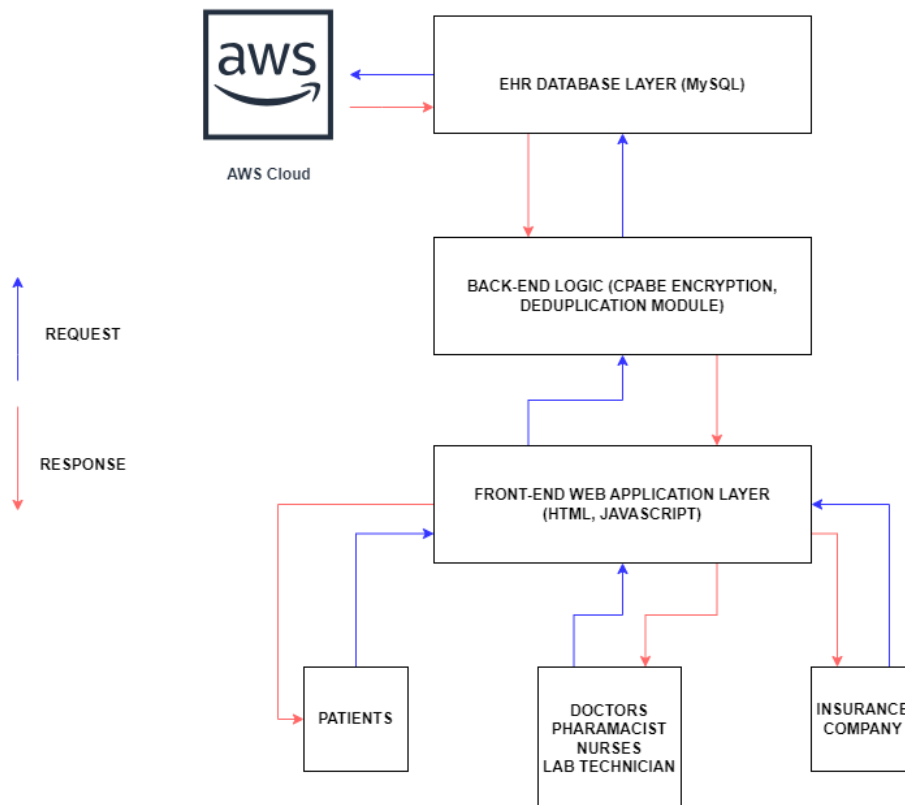 aws
AWS Cloud
EHR DATABASE LAYER (MySQL)
BACK-END LOGIC (CPABE ENCRYPTION,
DEDUPLICATION MODULE)
REQUEST
RESPONSE
FRONT-END WEB APPLICATION LAYER
(HTML, JAVASCRIPT)
PATIENTS
DOCTORS
PHARAMACIST
NURSES
LAB TECHNICIAN
INSURANCE
COMPANY